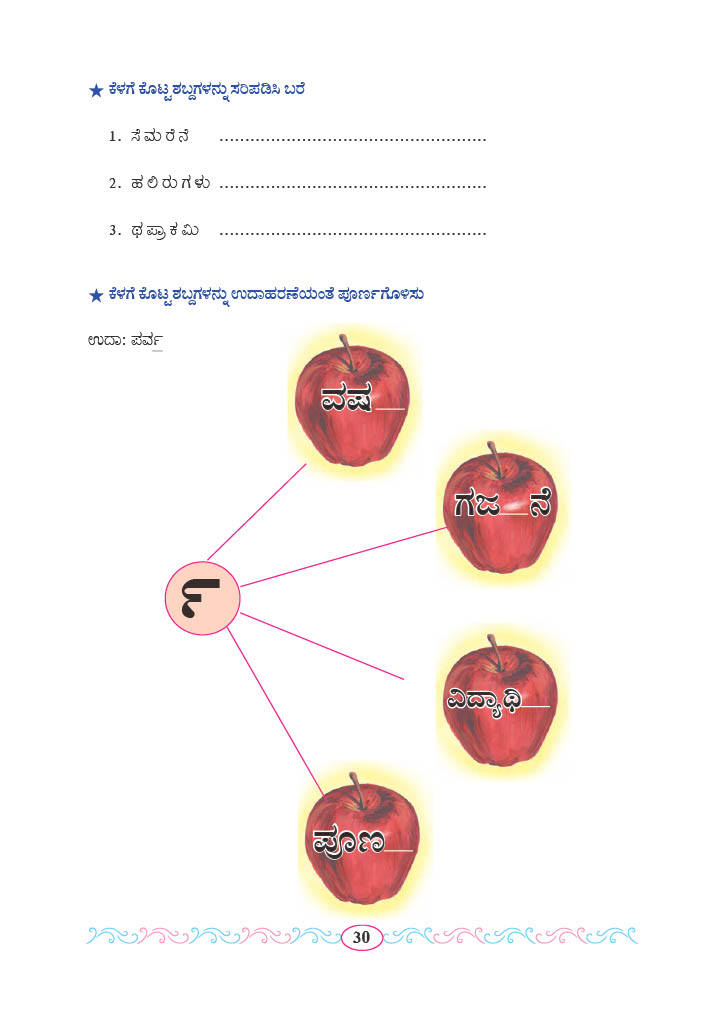 ★ ಕೆಳಗೆ ಕೊಟ್ಟ ಶಬ್ದಗಳನ್ನು ಸರಿಪಡಿಸಿ ಬರೆ
1. ಸೆ ಮ ರೆ ನೆ ....................................................
2. ಹ ಲಿ ರು ಗ ಳು ....................................................
3. ಥ ಪ್ರಾ ಕ ಮಿ ....................................................
★ ಕೆಳಗೆ ಕೊಟ್ಟ ಶಬ್ದಗಳನ್ನು ಉದಾಹರಣೆಯಂತೆ ಪೂರ್ಣಗೊಳಿಸು
ಉದಾ: ಪರ್ವ
ವಷ__
ಗಜ__ನೆ
ರ್
ವಿದ್ಯಾಥಿ__
ಪೂಣ__
30